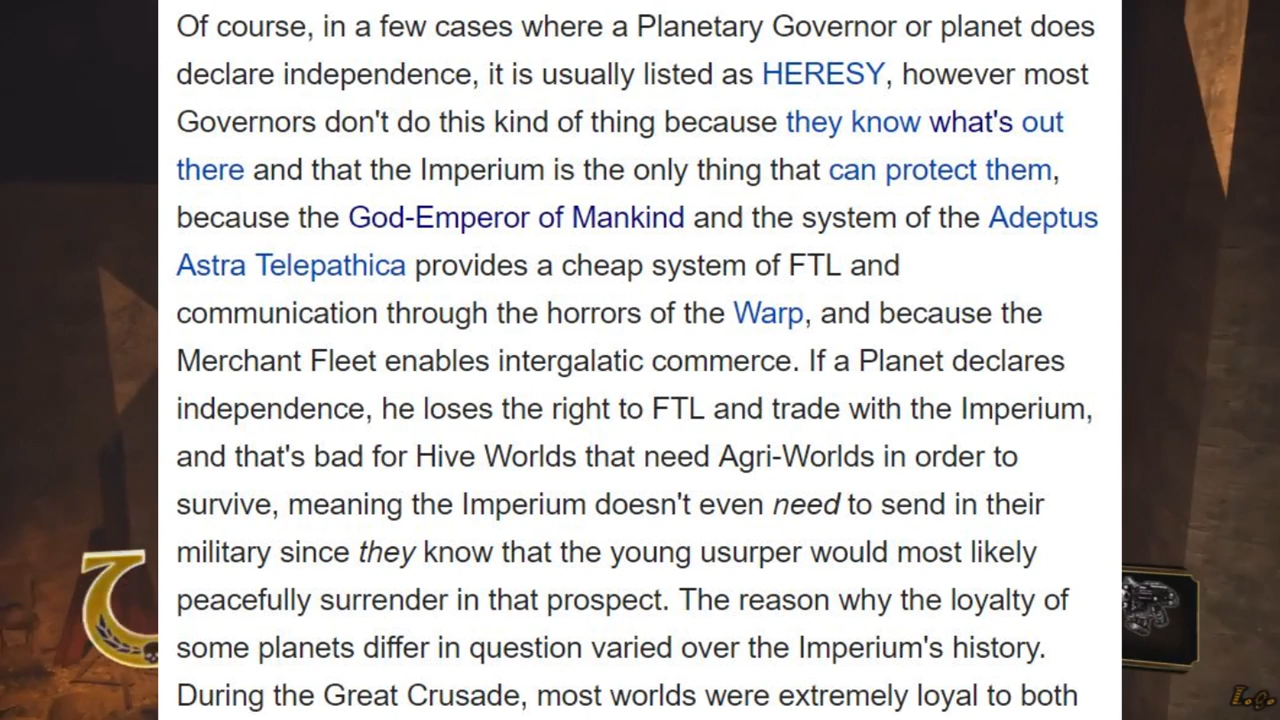 Of course, in a few cases where a Planetary Governor or planet does
declare independence, it is usually listed as HERESY, however most
Governors don't do this kind of thing because they know what's out
there and that the Imperium is the only thing that can protect them,
because the God-Emperor of Mankind and the system of the Adeptus
Astra Telepathica provides a cheap system of FTL and
communication through the horrors of the Warp, and because the
Merchant Fleet enables intergalatic commerce. If a Planet declares
independence, he loses the right to FTL and trade with the Imperium,
and that's bad for Hive Worlds that need Agri-Worlds in order to
survive, meaning the Imperium doesn't even need to send in their
military since they know that the young usurper would most likely
peacefully surrender in that prospect. The reason why the loyalty of
some planets differ in question varied over the Imperium's history.
During the Great Crusade, most worlds were extremely loyal to both